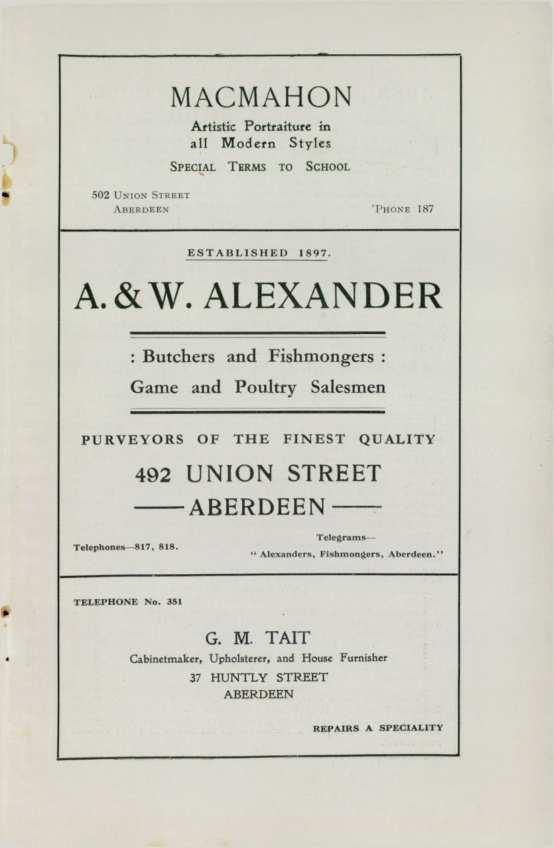 MACMAHON
Artistic Portraiture in
all Modern Styles
SPECIAL TERMS TO SCHOOL
502 UNION STREET
ABERDEEN
'PHONE 187
ESTABLISHED 1897.
A. & W. ALEXANDER
: Butchers and Fishmongers :
Game and Poultry Salesmen
PURVEYORS OF THE FINEST QUALITY
492 UNION STREET
—ABERDEEN—
Telephones—817, 818.
Telegrams—
"Alexanders, Fishmongers, Aberdeen."
TELEPHONE No. 351
G. M. TAIT
Cabinetmaker, Upholsterer, and House Furnisher
37 HUNTLY STREET
ABERDEEN
REPAIRS A SPECIALITY